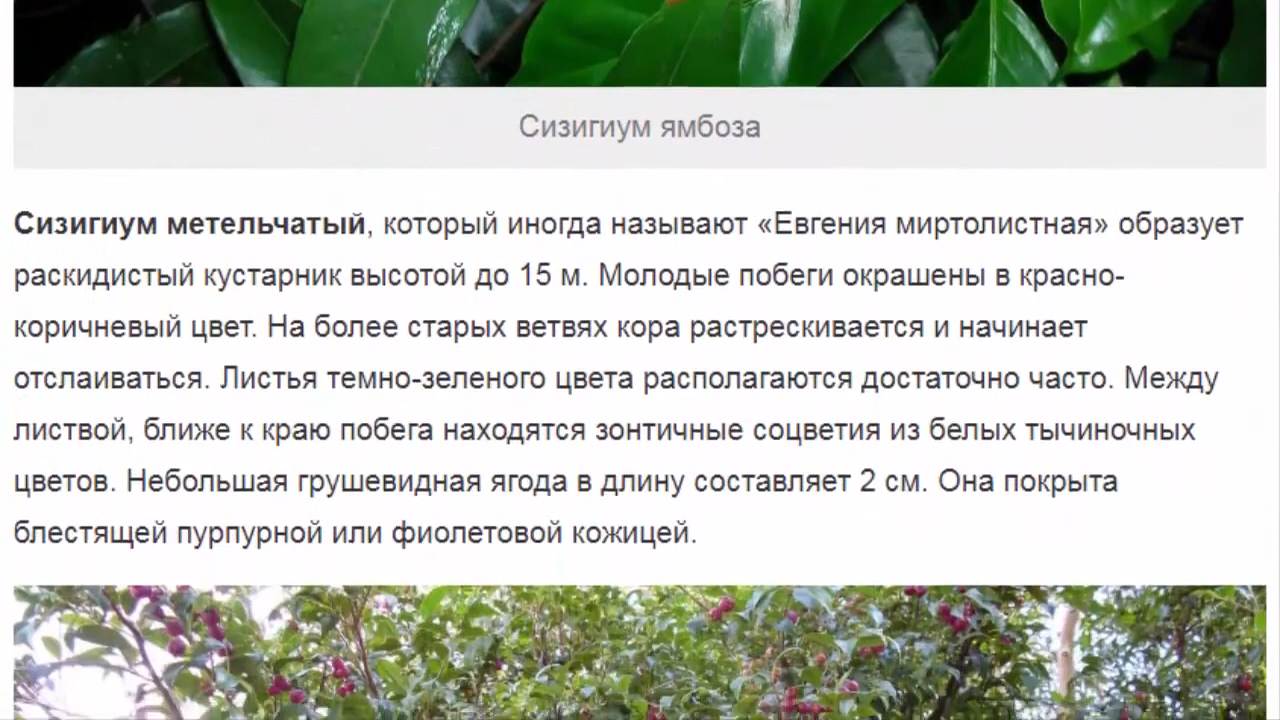 Сизигиум ямбоза
Сизигиум метельчатый, который иногда называют «Евгения миртолистная» образует
раскидистый кустарник высотой до 15 м. Молодые побеги окрашены в красно-
коричневый цвет. На более старых ветвях кора растрескивается и начинает
отслаиваться. Листья темно-зеленого цвета располагаются достаточно часто. Между
листвой, ближе к краю побега находятся зонтичные соцветия из белых тычиночных
цветов. Небольшая грушевидная ягода в длину составляет 2 см. Она покрыта
блестящей пурпурной или фиолетовой кожицей.